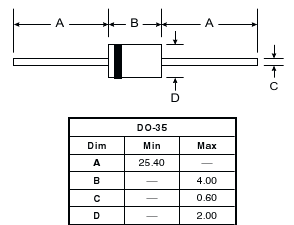 A B A
C
D
DO-35
Dim Min Max
A 25.40 —
B — 4.00
C — 0.60
D — 2.00